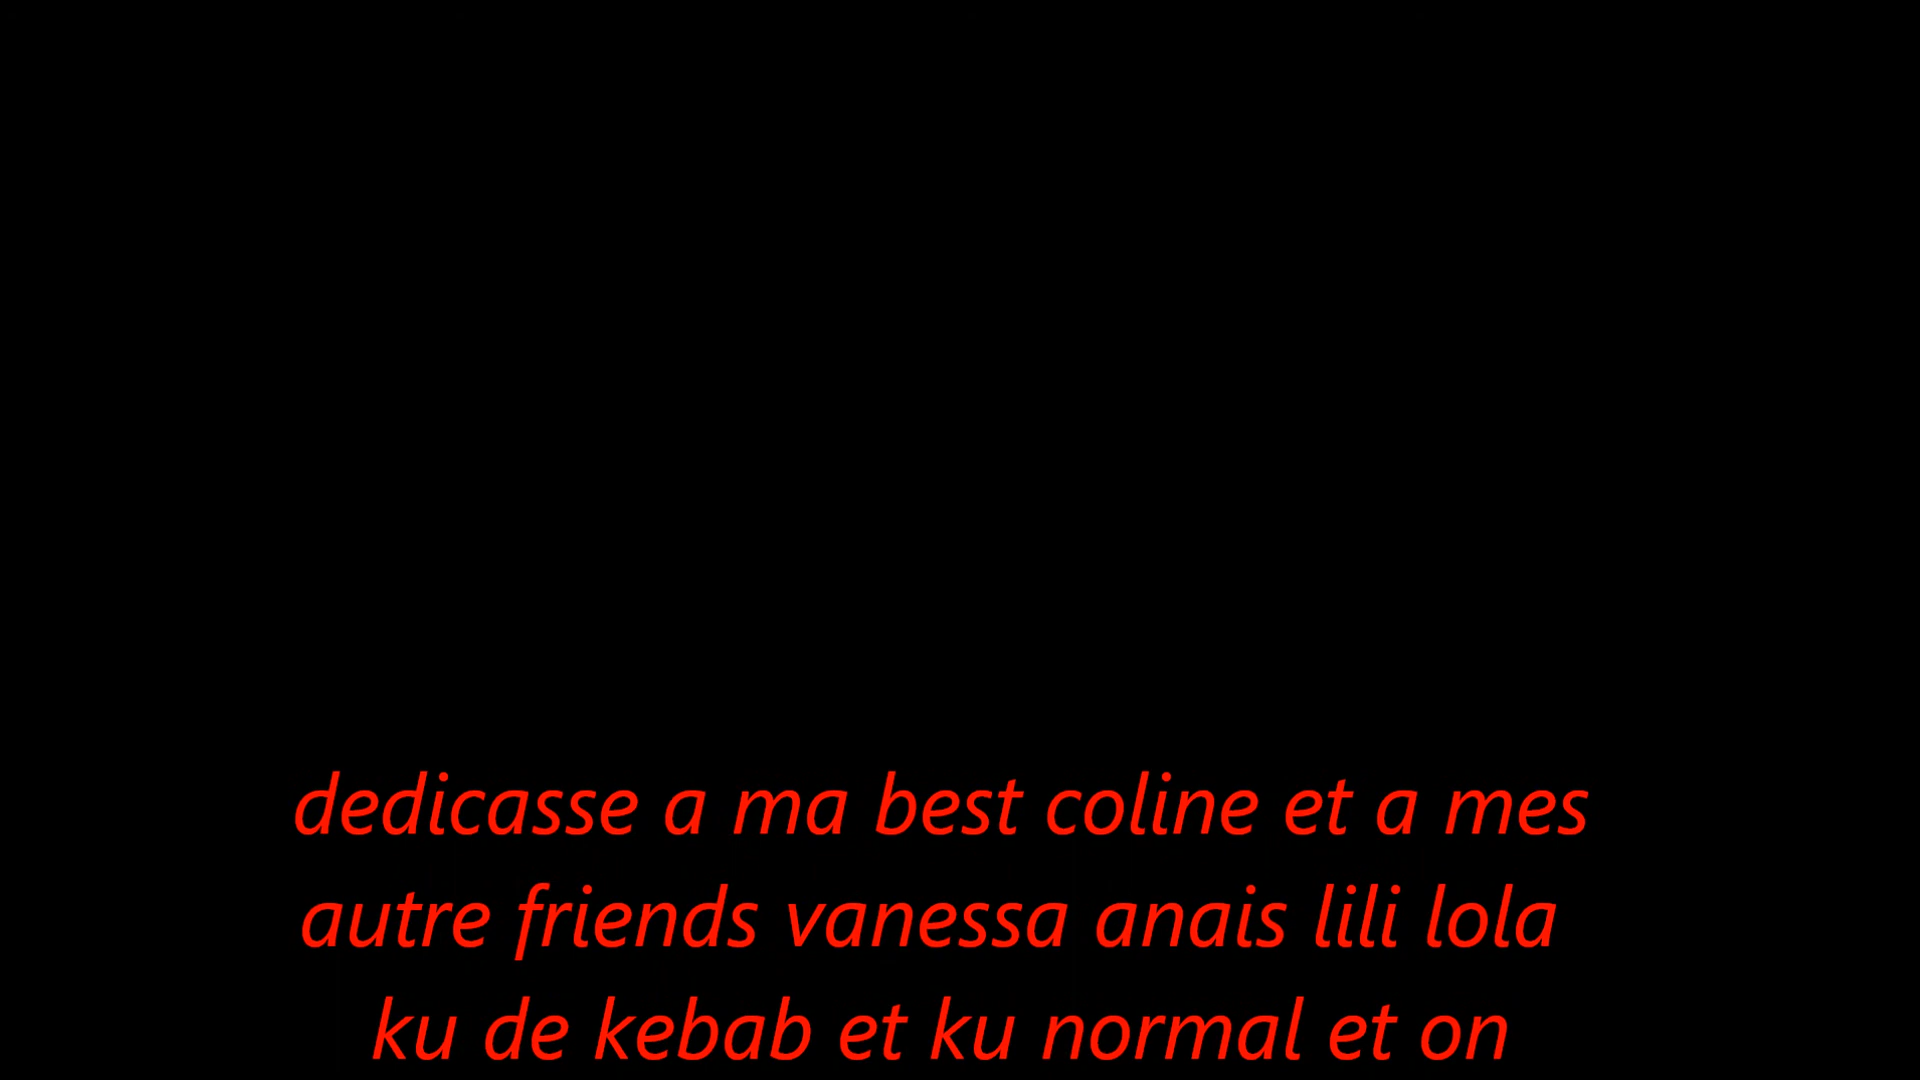 dedicasse a ma best coline et a mes
autre friends vanessa anais lili lola
ku de kebab et ku normal et on